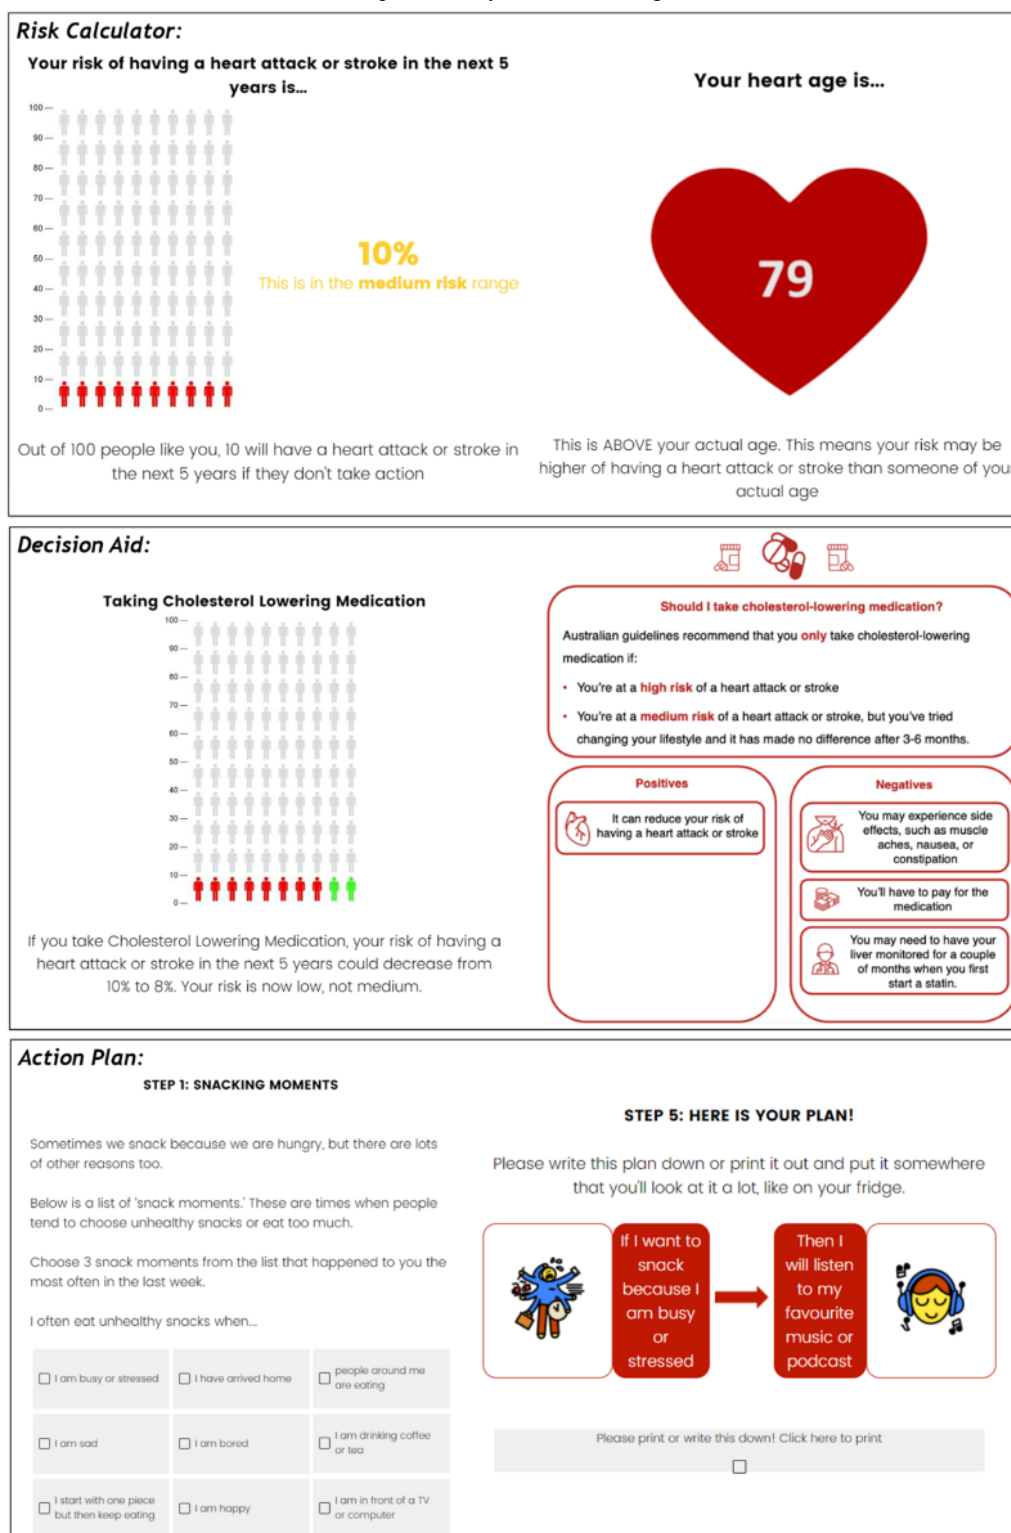 Risk Calculator:
Your risk of having a heart attack or stroke in the next 5
years is...
100
90
80
70
60
50
40
30
20
10
0
10%
This is in the medium risk range
Out of 100 people like you, 10 will have a heart attack or stroke in
the next 5 years if they don't take action
Your heart age is...
79
This is ABOVE your actual age. This means your risk may be
higher of having a heart attack or stroke than someone of your
actual age
Decision Aid:
Taking Cholesterol Lowering Medication
100
90
80
70
60
50
40
30
20
10
0
If you take Cholesterol Lowering Medication, your risk of having a
heart attack or stroke in the next 5 years could decrease from
10% to 8%. Your risk is now low, not medium.
Should I take cholesterol-lowering medication?
Australian guidelines recommend that you only take cholesterol-lowering
medication if:
• You're at a high risk of a heart attack or stroke
• You're at a medium risk of a heart attack or stroke, but you've tried
changing your lifestyle and it has made no difference after 3-6 months.
Positives
It can reduce your risk of
having a heart attack or stroke
Negatives
You may experience side
effects, such as muscle
aches, nausea, or
constipation
You'll have to pay for the
medication
You may need to have your
liver monitored for a couple
of months when you first
start a statin.
Action Plan:
STEP 1: SNACKING MOMENTS
Sometimes we snack because we are hungry, but there are lots
of other reasons too.
Below is a list of 'snack moments.' These are times when people
tend to choose unhealthy snacks or eat too much.
Choose 3 snack moments from the list that happened to you the
most often in the last week.
I often eat unhealthy snacks when...
I am busy or stressed
I have arrived home
people around me
are eating
I am sad
I am bored
I am drinking coffee
or tea
I start with one piece
but then keep eating
I am happy
I am in front of a TV
or computer
STEP 5: HERE IS YOUR PLAN!
Please write this plan down or print it out and put it somewhere
that you'll look at it a lot, like on your fridge.
If I want to
snack
because I
am busy
or
stressed
Then I
will listen
to my
favourite
music or
podcast
Please print or write this down! Click here to print